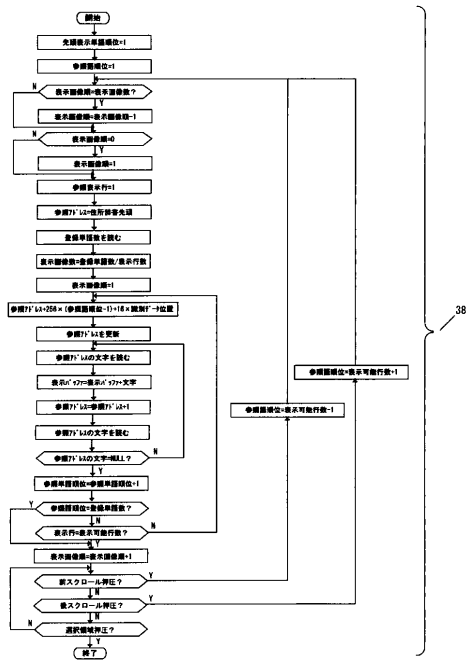 開始
先頭表示単語順位=1
参照語順位=1
表示画像順=表示画像数?
N
Y
表示画像順=表示画像順-1
N
表示画像順=0
Y
表示画像順=1
参照表示行=1
参照アドレス=住所辞書先頭
登録単語数を読む
表示画像数=登録単語数/表示行数
表示画像順=1
参照アドレス+256×(参照語順位-1)+16×識別データ位置
38
参照アドレスを更新
参照アドレスの文字を読む
参照語順位=表示可能行数+1
表示バッファ=表示バッファ+文字
参照アドレス=参照アドレス+1
参照語順位=表示可能行数-1
参照アドレスの文字を読む
参照アドレスの文字=NULL?
N
Y
参照単語順位=参照単語順位+1
Y
参照語順位=登録単語数?
N
表示行=表示可能行数?
N
Y
表示画像順=表示画像順+1
前スクロール押圧?
Y
N
後スクロール押圧?
Y
N
N
選択領域押圧?
Y
終了